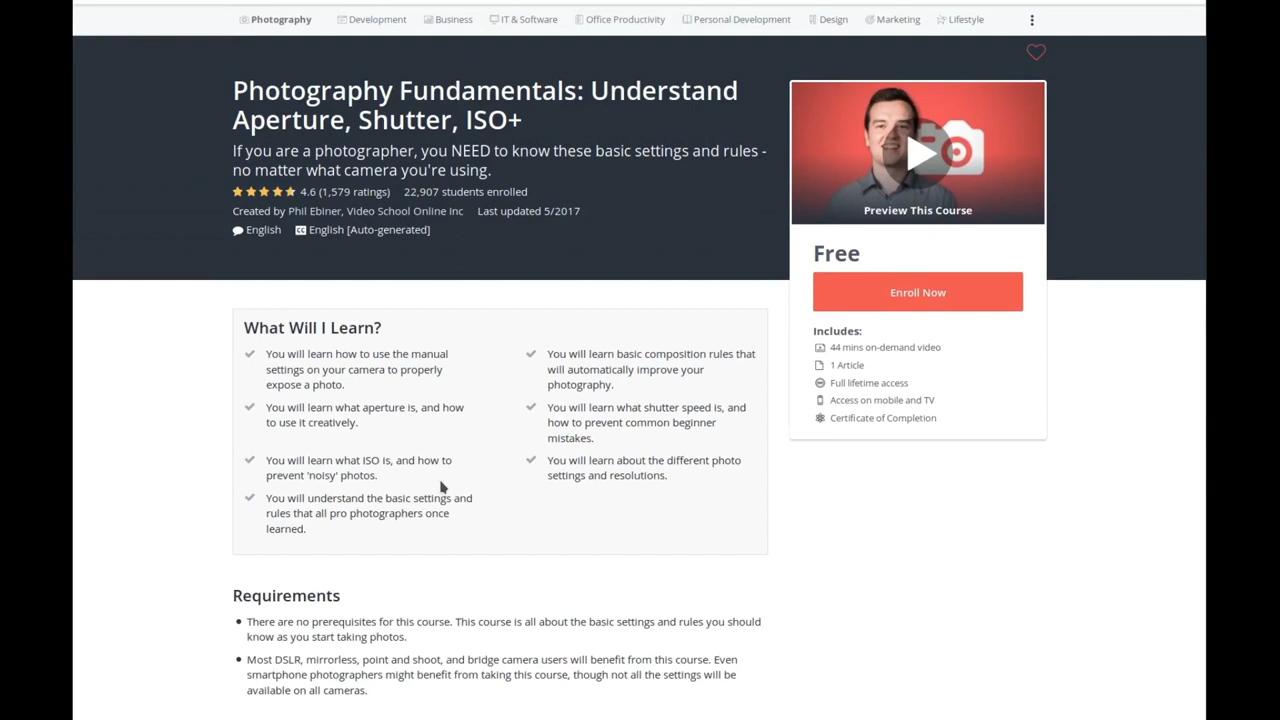 Photography Development Business IT & Software Office Productivity Personal Development Design Marketing Lifestyle
Photography Fundamentals: Understand
Aperture, Shutter, ISO+
If you are a photographer, you NEED to know these basic settings and rules -
no matter what camera you're using.
4.6 (1,579 ratings) 22,907 students enrolled
Created by Phil Ebiner, Video School Online Inc Last updated 5/2017
English CC English [Auto-generated]
Preview This Course
Free
Enroll Now
Includes:
44 mins on-demand video
1 Article
Full lifetime access
Access on mobile and TV
Certificate of Completion
What Will I Learn?
You will learn how to use the manual
settings on your camera to properly
expose a photo.
You will learn basic composition rules that
will automatically improve your
photography.
You will learn what aperture is, and how
to use it creatively.
You will learn what shutter speed is, and
how to prevent common beginner
mistakes.
You will learn what ISO is, and how to
prevent 'noisy' photos.
You will learn about the different photo
settings and resolutions.
You will understand the basic settings and
rules that all pro photographers once
learned.
Requirements
There are no prerequisites for this course. This course is all about the basic settings and rules you should
know as you start taking photos.
Most DSLR, mirrorless, point and shoot, and bridge camera users will benefit from this course. Even
smartphone photographers might benefit from taking this course, though not all the settings will be
available on all cameras.